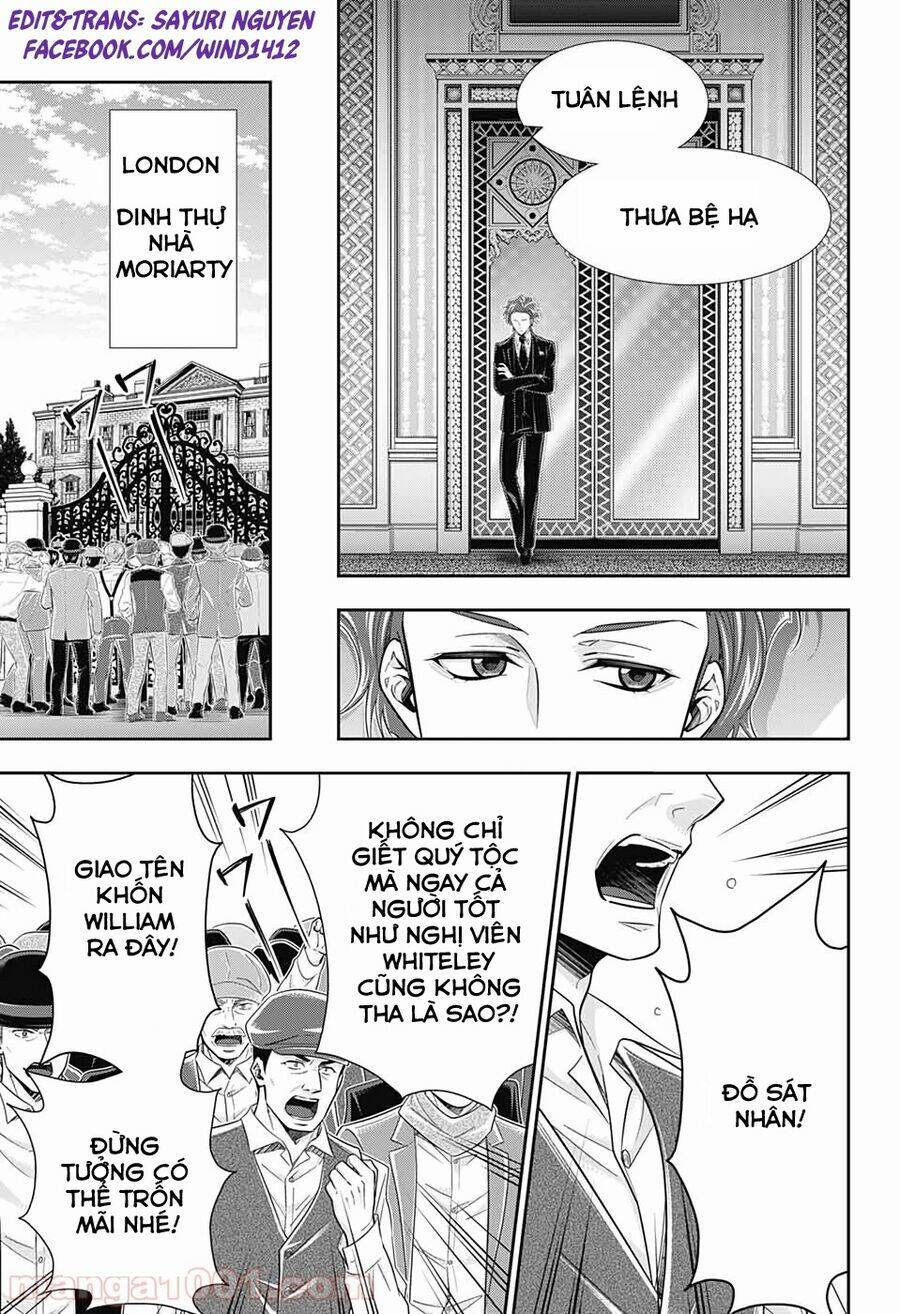 EDIT&TRANS: SAYURI NGUYEN
FACEBOOK.COM/WIND1412
TUÂN LỆNH
THƯA BỆ HẠ
LONDON
DINH THỰ
NHÀ
MORIARTY
ĐỒ SÁT
NHÂN!
KHÔNG CHỈ
GIẾT QUÝ TỘC
MÀ NGAY CẢ
NGƯỜI TỐT
NHƯ NGHỊ VIÊN
WHITELEY
CŨNG KHÔNG
THA LÀ SAO?!
GIAO TÊN
KHỐN
WILLIAM
RA ĐÂY!
ĐỪNG
TƯỞNG CÓ
THỂ TRỐN
MÃI NHÉ!
manga1001.com